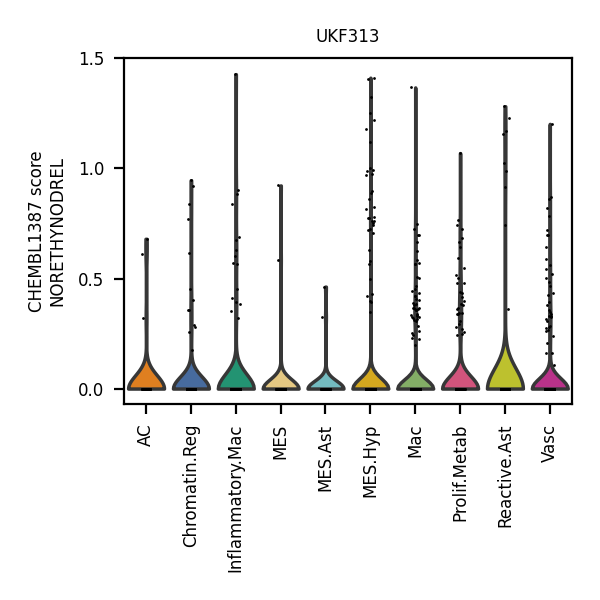 UKF313
CHEMBL1387 score
NORETHYNODREL
1.5
1.0
0.5
0.0
AC
Chromatin.Reg
Inflammatory.Mac
MES
MES.Ast
MES.Hyp
Mac
Prolif.Metab
Reactive.Ast
Vasc